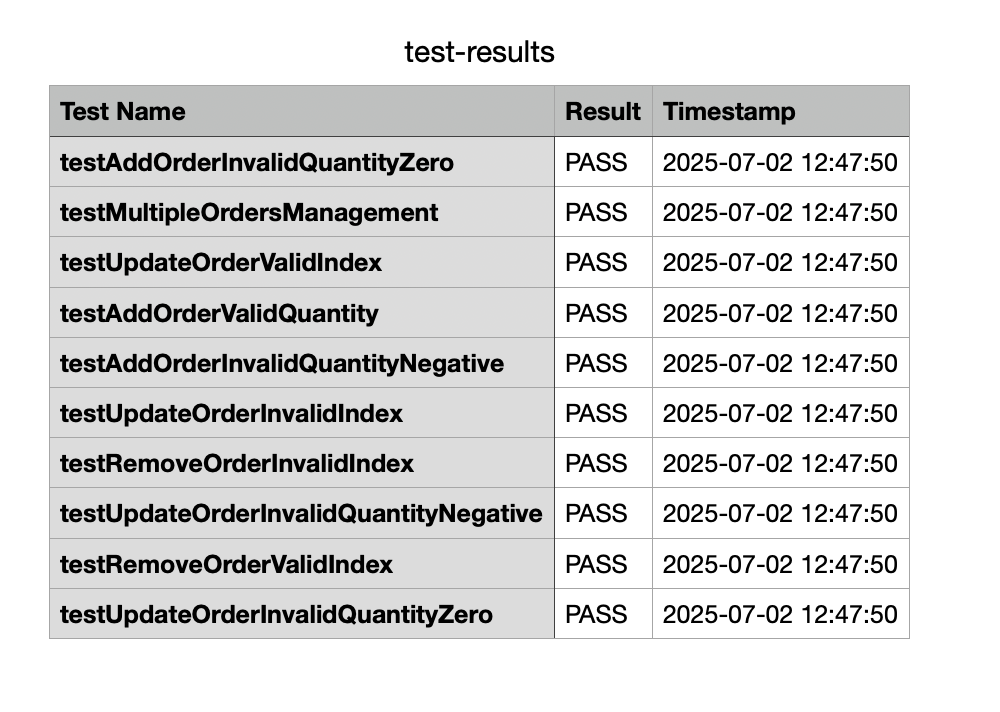 test-results
Test Name Result Timestamp
testAddOrderInvalidQuantityZero PASS 2025-07-02 12:47:50
testMultipleOrdersManagement PASS 2025-07-02 12:47:50
testUpdateOrderValidIndex PASS 2025-07-02 12:47:50
testAddOrderValidQuantity PASS 2025-07-02 12:47:50
testAddOrderInvalidQuantityNegative PASS 2025-07-02 12:47:50
testUpdateOrderInvalidIndex PASS 2025-07-02 12:47:50
testRemoveOrderInvalidIndex PASS 2025-07-02 12:47:50
testUpdateOrderInvalidQuantityNegative PASS 2025-07-02 12:47:50
testRemoveOrderValidIndex PASS 2025-07-02 12:47:50
testUpdateOrderInvalidQuantityZero PASS 2025-07-02 12:47:50